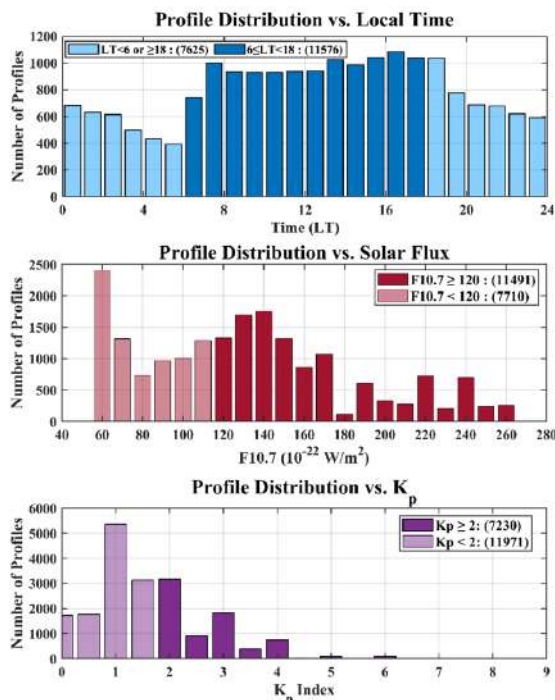 Profile Distribution vs. Local Time
Number of Profiles
1200
1000
800
600
400
200
0
LT<6 or ≥18 : (7625)
6≤LT<18 : (11576)
0 4 8 12 16 20 24
Time (LT)
Profile Distribution vs. Solar Flux
Number of Profiles
2500
2000
1500
1000
500
0
F10.7 ≥ 120 : (11491)
F10.7 < 120 : (7710)
40 60 80 100 120 140 160 180 200 220 240 260 280
F10.7 (10⁻²² W/m²)
Profile Distribution vs. Kp
Number of Profiles
6000
5000
4000
3000
2000
1000
0
Kp ≥ 2: (7230)
Kp < 2: (11971)
0 1 2 3 4 5 6 7 8 9
Kp Index